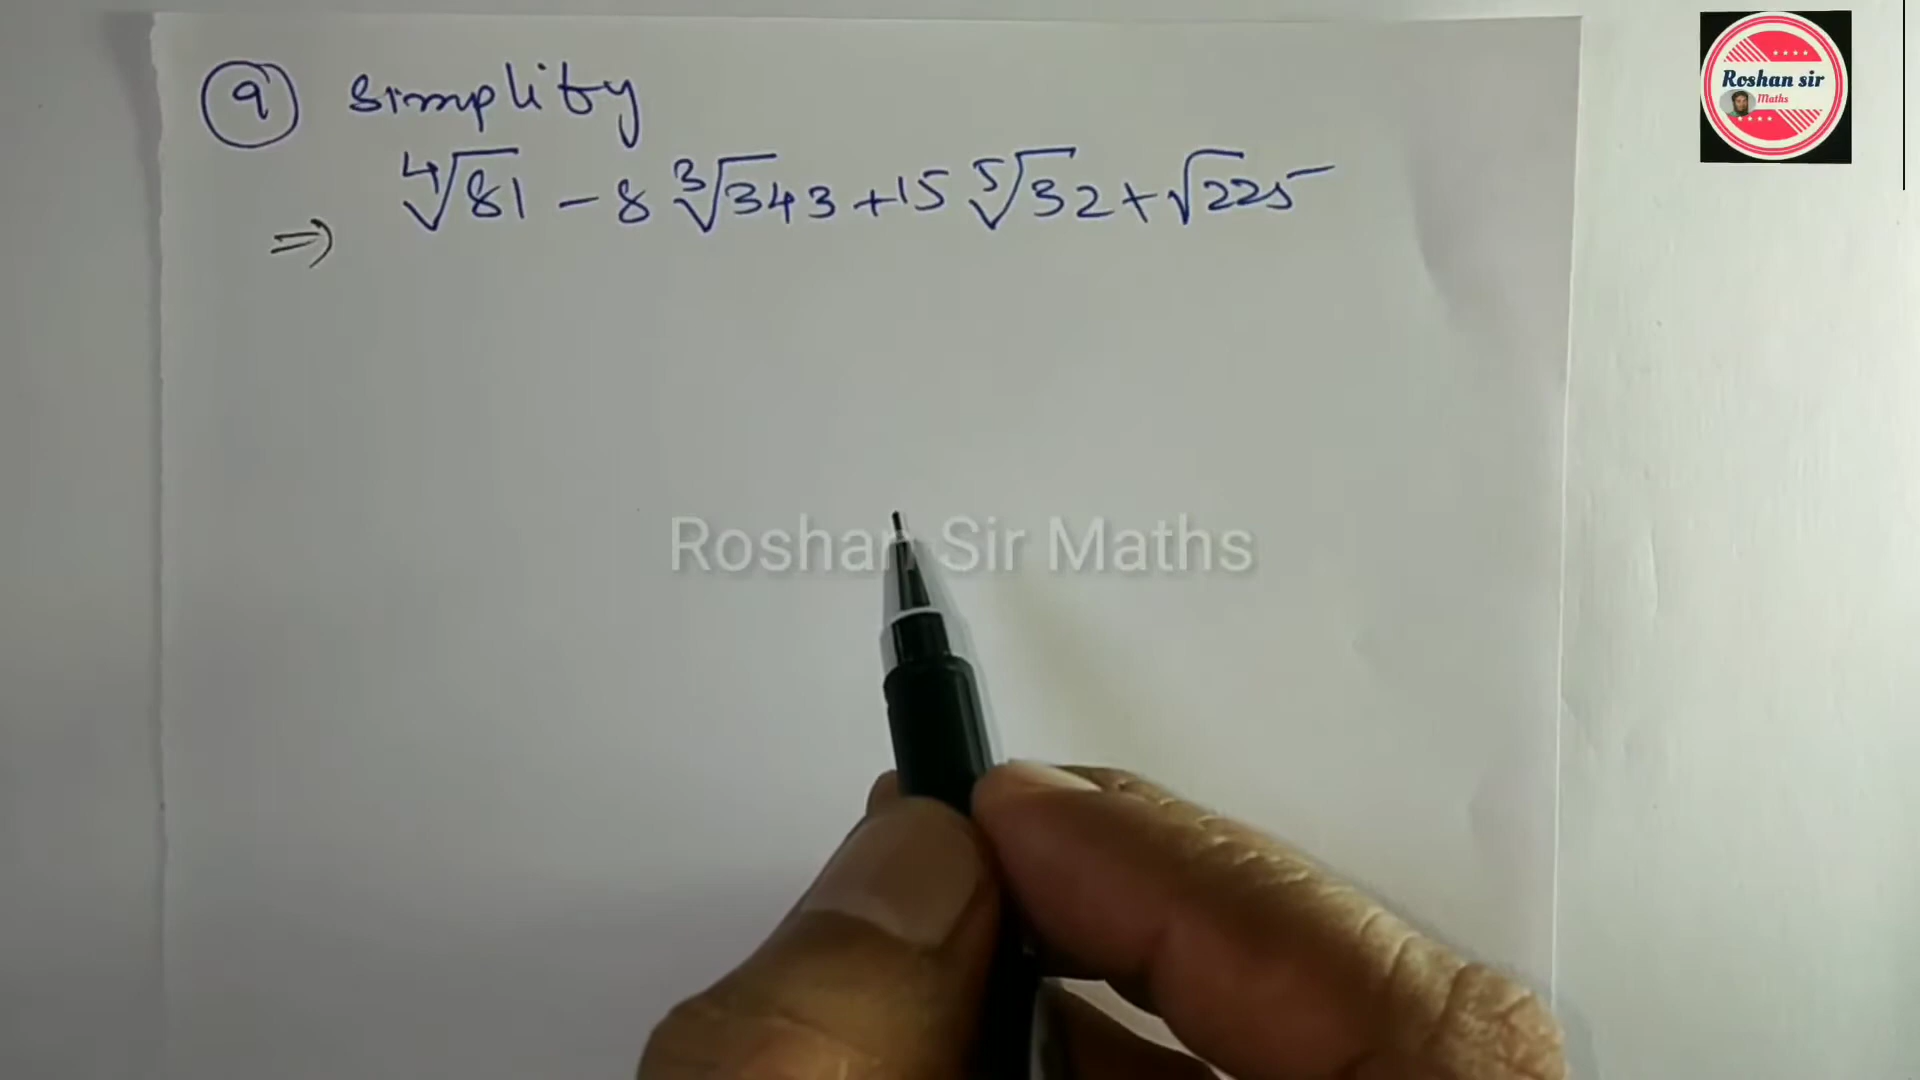 9 Simplify
⁴√81 - 8 ³√343 + 15 ⁵√32 + √225
⇒
Roshan Sir Maths
Roshan sir
Maths